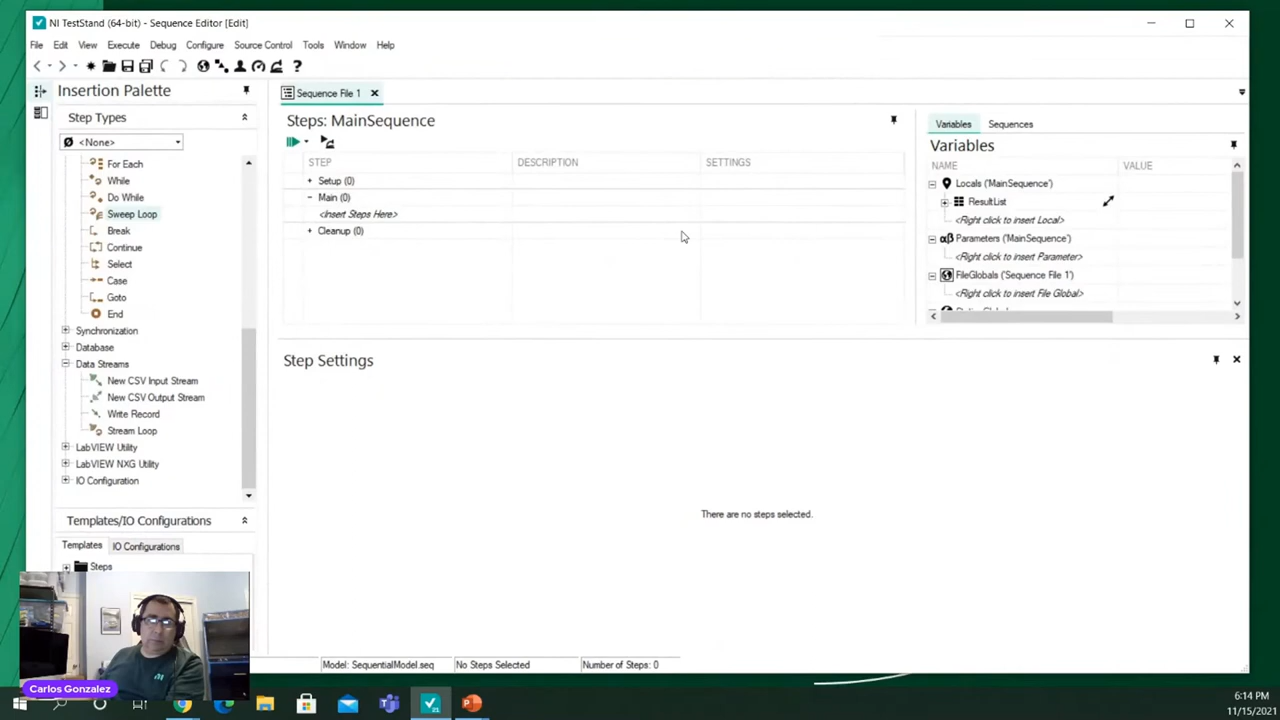 NI TestStand (64-bit) - Sequence Editor [Edit]
File Edit View Execute Debug Configure Source Control Tools Window Help
Insertion Palette
Step Types
<None>
For Each
While
Do While
Sweep Loop
Break
Continue
Select
Case
Goto
End
Synchronization
Database
Data Streams
New CSV Input Stream
New CSV Output Stream
Write Record
Stream Loop
LabVIEW Utility
LabVIEW NXG Utility
IO Configuration
Templates/IO Configurations
Templates IO Configurations
Steps
Sequence File 1
Steps: MainSequence
STEP DESCRIPTION SETTINGS
Setup (0)
Main (0)
<Insert Steps Here>
Cleanup (0)
Variables Sequences
Variables
NAME VALUE
Locals ('MainSequence')
ResultList
<Right click to insert Local>
Parameters ('MainSequence')
<Right click to insert Parameter>
FileGlobals ('Sequence File 1')
<Right click to insert File Global>
Step Settings
There are no steps selected.
Model: SequentialModel.seq No Steps Selected Number of Steps: 0
Carlos Gonzalez
6:14 PM
11/15/2021